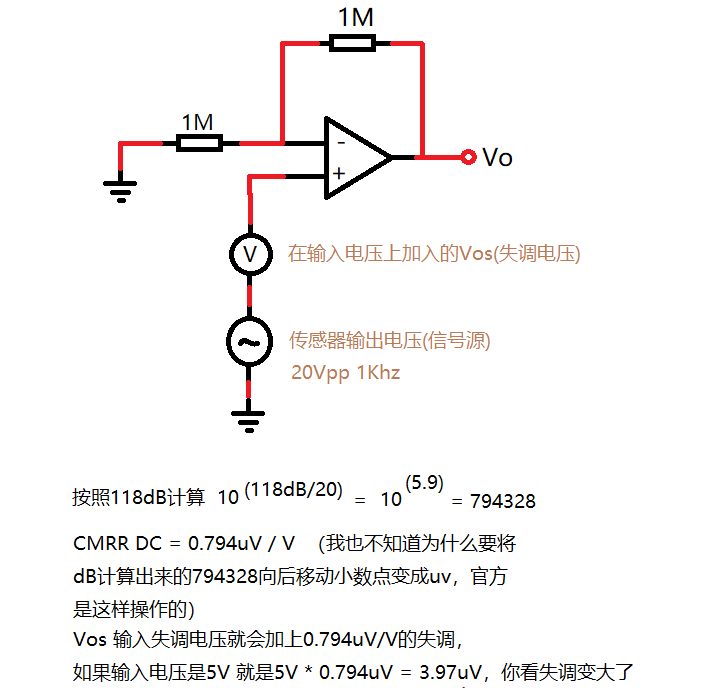 1M
1M
-
+
Vo
V
在输入电压上加入的Vos(失调电压)
传感器输出电压(信号源)
20Vpp 1Khz
按照118dB计算 10 (118dB/20) = 10 (5.9) = 794328
CMRR DC = 0.794uV / V （我也不知道为什么要将
dB计算出来的794328向后移动小数点变成uv，官方
是这样操作的）
Vos 输入失调电压就会加上0.794uV/V的失调，
如果输入电压是5V 就是5V * 0.794uV = 3.97uV，你看失调变大了